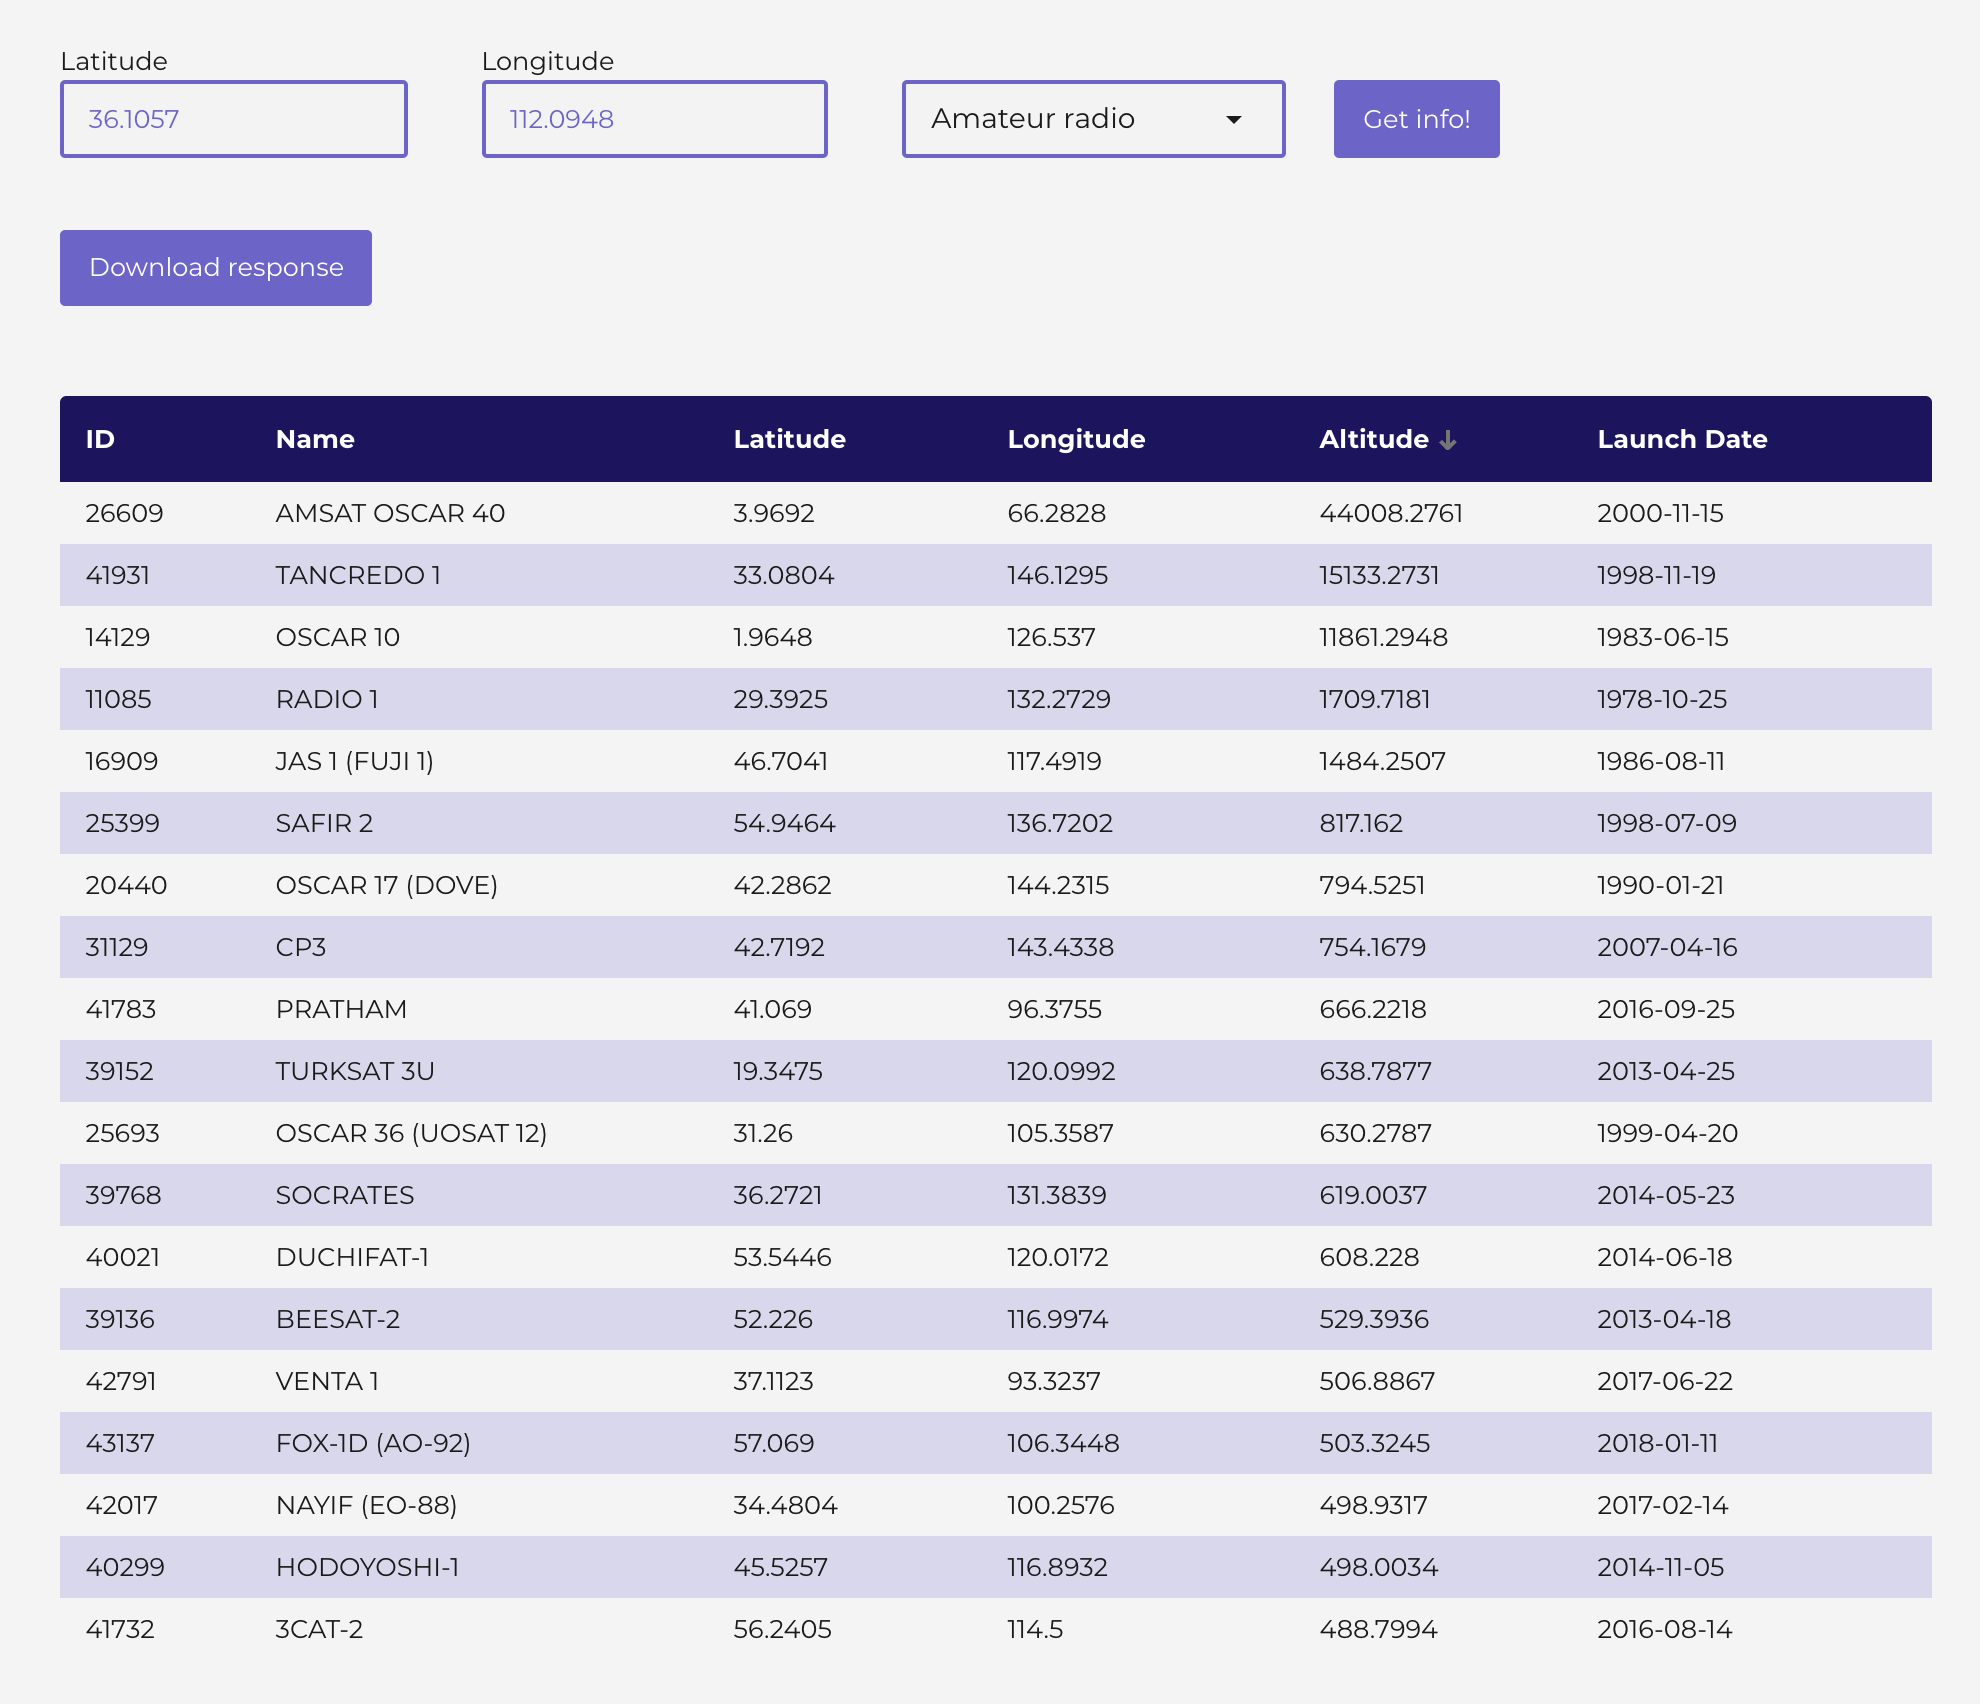 Latitude Longitude
36.1057 112.0948 Amateur radio Get info!
Download response
ID Name Latitude Longitude Altitude ↓ Launch Date
26609 AMSAT OSCAR 40 3.9692 66.2828 44008.2761 2000-11-15
41931 TANCREDO 1 33.0804 146.1295 15133.2731 1998-11-19
14129 OSCAR 10 1.9648 126.537 11861.2948 1983-06-15
11085 RADIO 1 29.3925 132.2729 1709.7181 1978-10-25
16909 JAS 1 (FUJI 1) 46.7041 117.4919 1484.2507 1986-08-11
25399 SAFIR 2 54.9464 136.7202 817.162 1998-07-09
20440 OSCAR 17 (DOVE) 42.2862 144.2315 794.5251 1990-01-21
31129 CP3 42.7192 143.4338 754.1679 2007-04-16
41783 PRATHAM 41.069 96.3755 666.2218 2016-09-25
39152 TURKSAT 3U 19.3475 120.0992 638.7877 2013-04-25
25693 OSCAR 36 (UOSAT 12) 31.26 105.3587 630.2787 1999-04-20
39768 SOCRATES 36.2721 131.3839 619.0037 2014-05-23
40021 DUCHIFAT-1 53.5446 120.0172 608.228 2014-06-18
39136 BEESAT-2 52.226 116.9974 529.3936 2013-04-18
42791 VENTA 1 37.1123 93.3237 506.8867 2017-06-22
43137 FOX-1D (AO-92) 57.069 106.3448 503.3245 2018-01-11
42017 NAYIF (EO-88) 34.4804 100.2576 498.9317 2017-02-14
40299 HODOYOSHI-1 45.5257 116.8932 498.0034 2014-11-05
41732 3CAT-2 56.2405 114.5 488.7994 2016-08-14